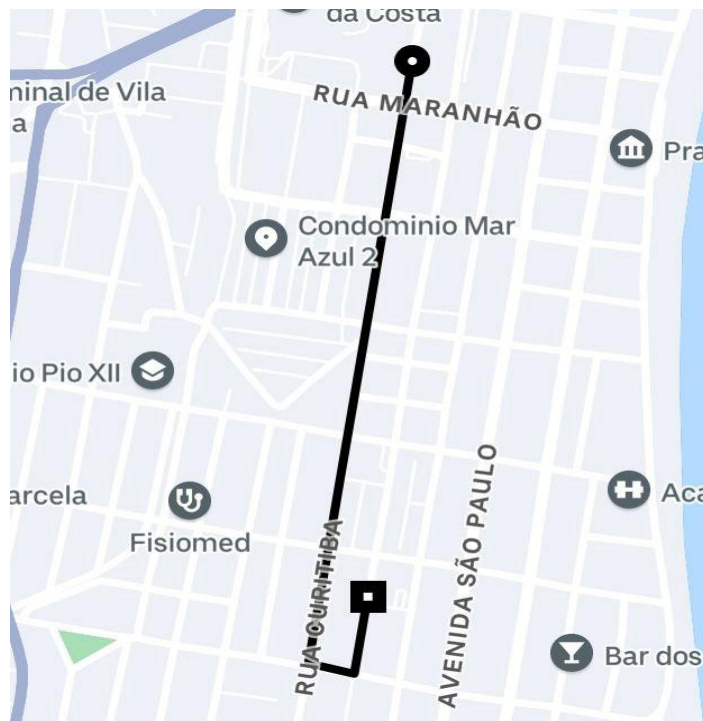 da Costa
RUA MARANHÃO
minal de Vila
a
Pra
Condominio Mar
Azul 2
io Pio XII
AVENIDA SÃO PAULO
arcela
Aca
Fisiomed
RUA CURITIBA
Bar dos